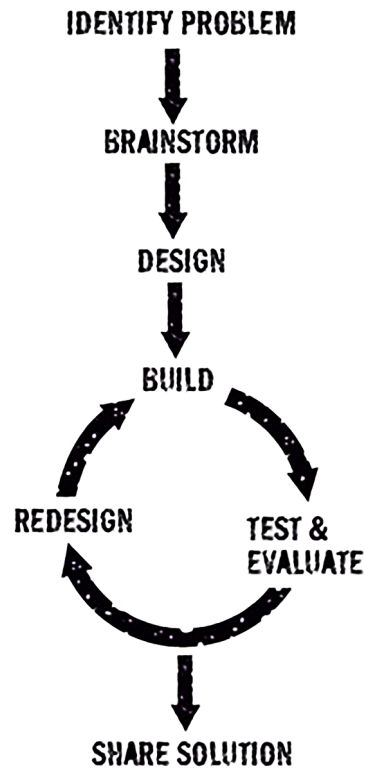 IDENTIFY PROBLEM
BRAINSTORM
DESIGN
BUILD
REDESIGN
TEST &
EVALUATE
SHARE SOLUTION